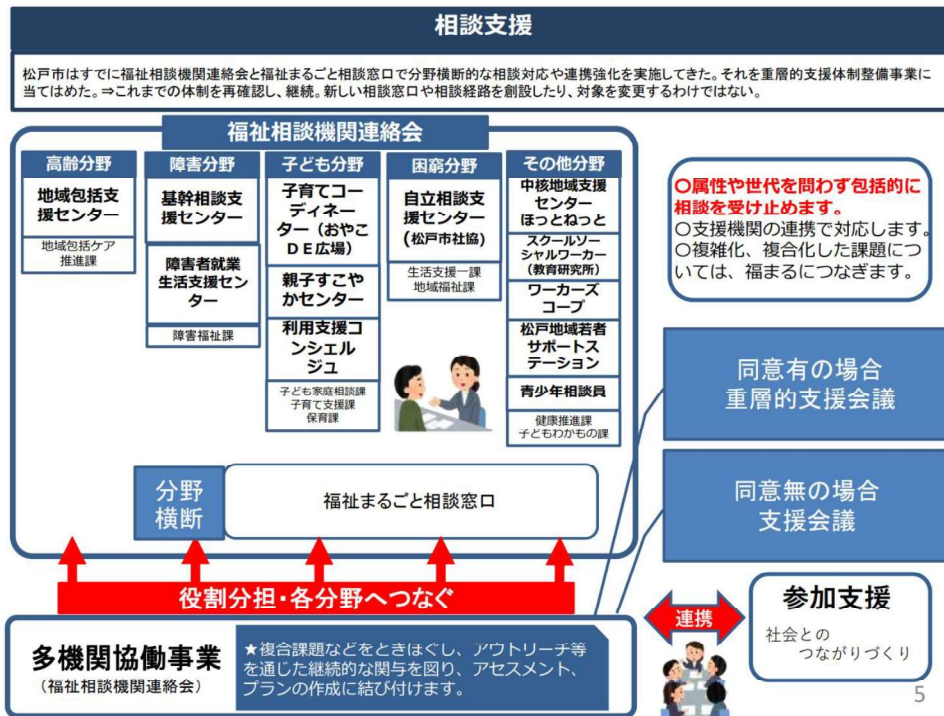 相談支援
松戸市はすでに福祉相談機関連絡会と福祉まるごと相談窓口で分野横断的な相談対応や連携強化を実施してきた。それを重層的支援体制整備事業に
当てはめた。⇒これまでの体制を再確認し、継続。新しい相談窓口や相談経路を創設したり、対象を変更するわけではない。
福祉相談機関連絡会
高齢分野
地域包括支
援センター
地域包括ケア
推進課
障害分野
基幹相談支
援センター
障害者就業
生活支援セン
ター
障害福祉課
子ども分野
子育てコー
ディネー
ター（おやこ
ＤＥ広場）
親子すこや
かセンター
利用支援コ
ンシェル
ジュ
子ども家庭相談課
子育て支援課
保育課
困窮分野
自立相談支
援センター
(松戸市社協)
生活支援一課
地域福祉課
その他分野
中核地域支援
センター
ほっとねっと
スクールソー
シャルワーカー
（教育研究所）
ワーカーズ
コープ
松戸地域若者
サポートス
テーション
青少年相談員
健康推進課
子どもわかもの課
〇属性や世代を問わず包括的に
相談を受け止めます。
〇支援機関の連携で対応します。
〇複雑化、複合化した課題につ
いては、福まるにつなぎます。
同意有の場合
重層的支援会議
同意無の場合
支援会議
分野
横断
福祉まるごと相談窓口
役割分担・各分野へつなぐ
多機関協働事業
（福祉相談機関連絡会）
★複合課題などをときほぐし、アウトリーチ等
を通じた継続的な関与を図り、アセスメント、
プランの作成に結び付けます。
連携
参加支援
社会との
つながりづくり
5